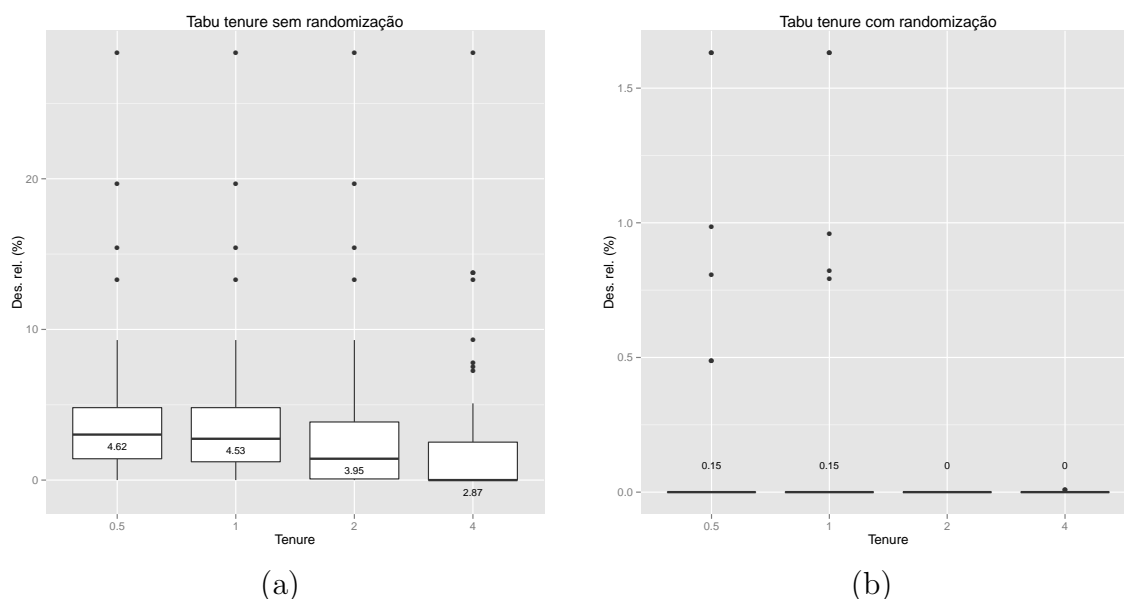 Tabu tenure sem randomização
Des. rel. (%)
20
10
0
4.62
4.53
3.95
2.87
0.5
1
2
4
Tenure
(a)
Tabu tenure com randomização
Des. rel. (%)
1.5
1.0
0.5
0.0
0.15
0.15
0
0
0.5
1
2
4
Tenure
(b)